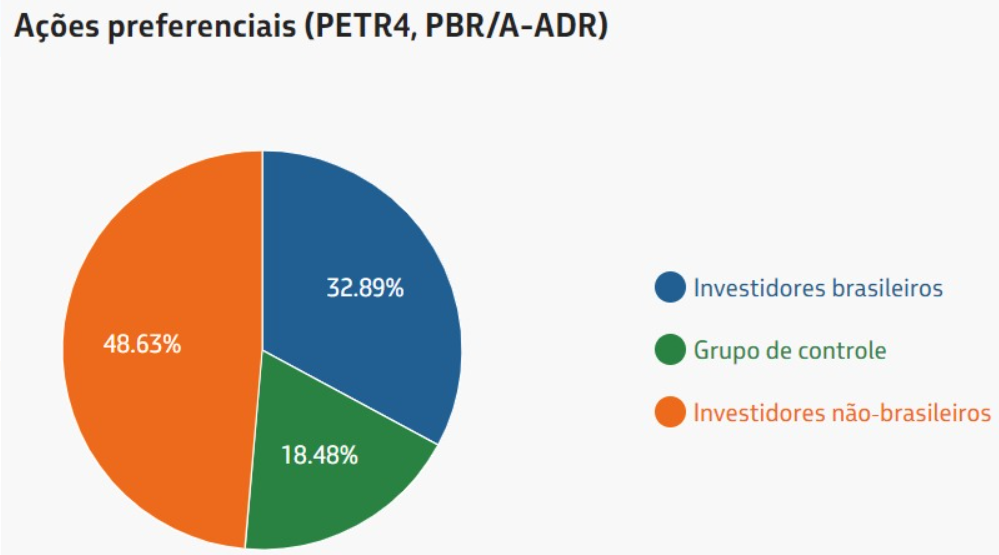 Ações preferenciais (PETR4, PBR/A-ADR)
32.89%
48.63%
18.48%
Investidores brasileiros
Grupo de controle
Investidores não-brasileiros